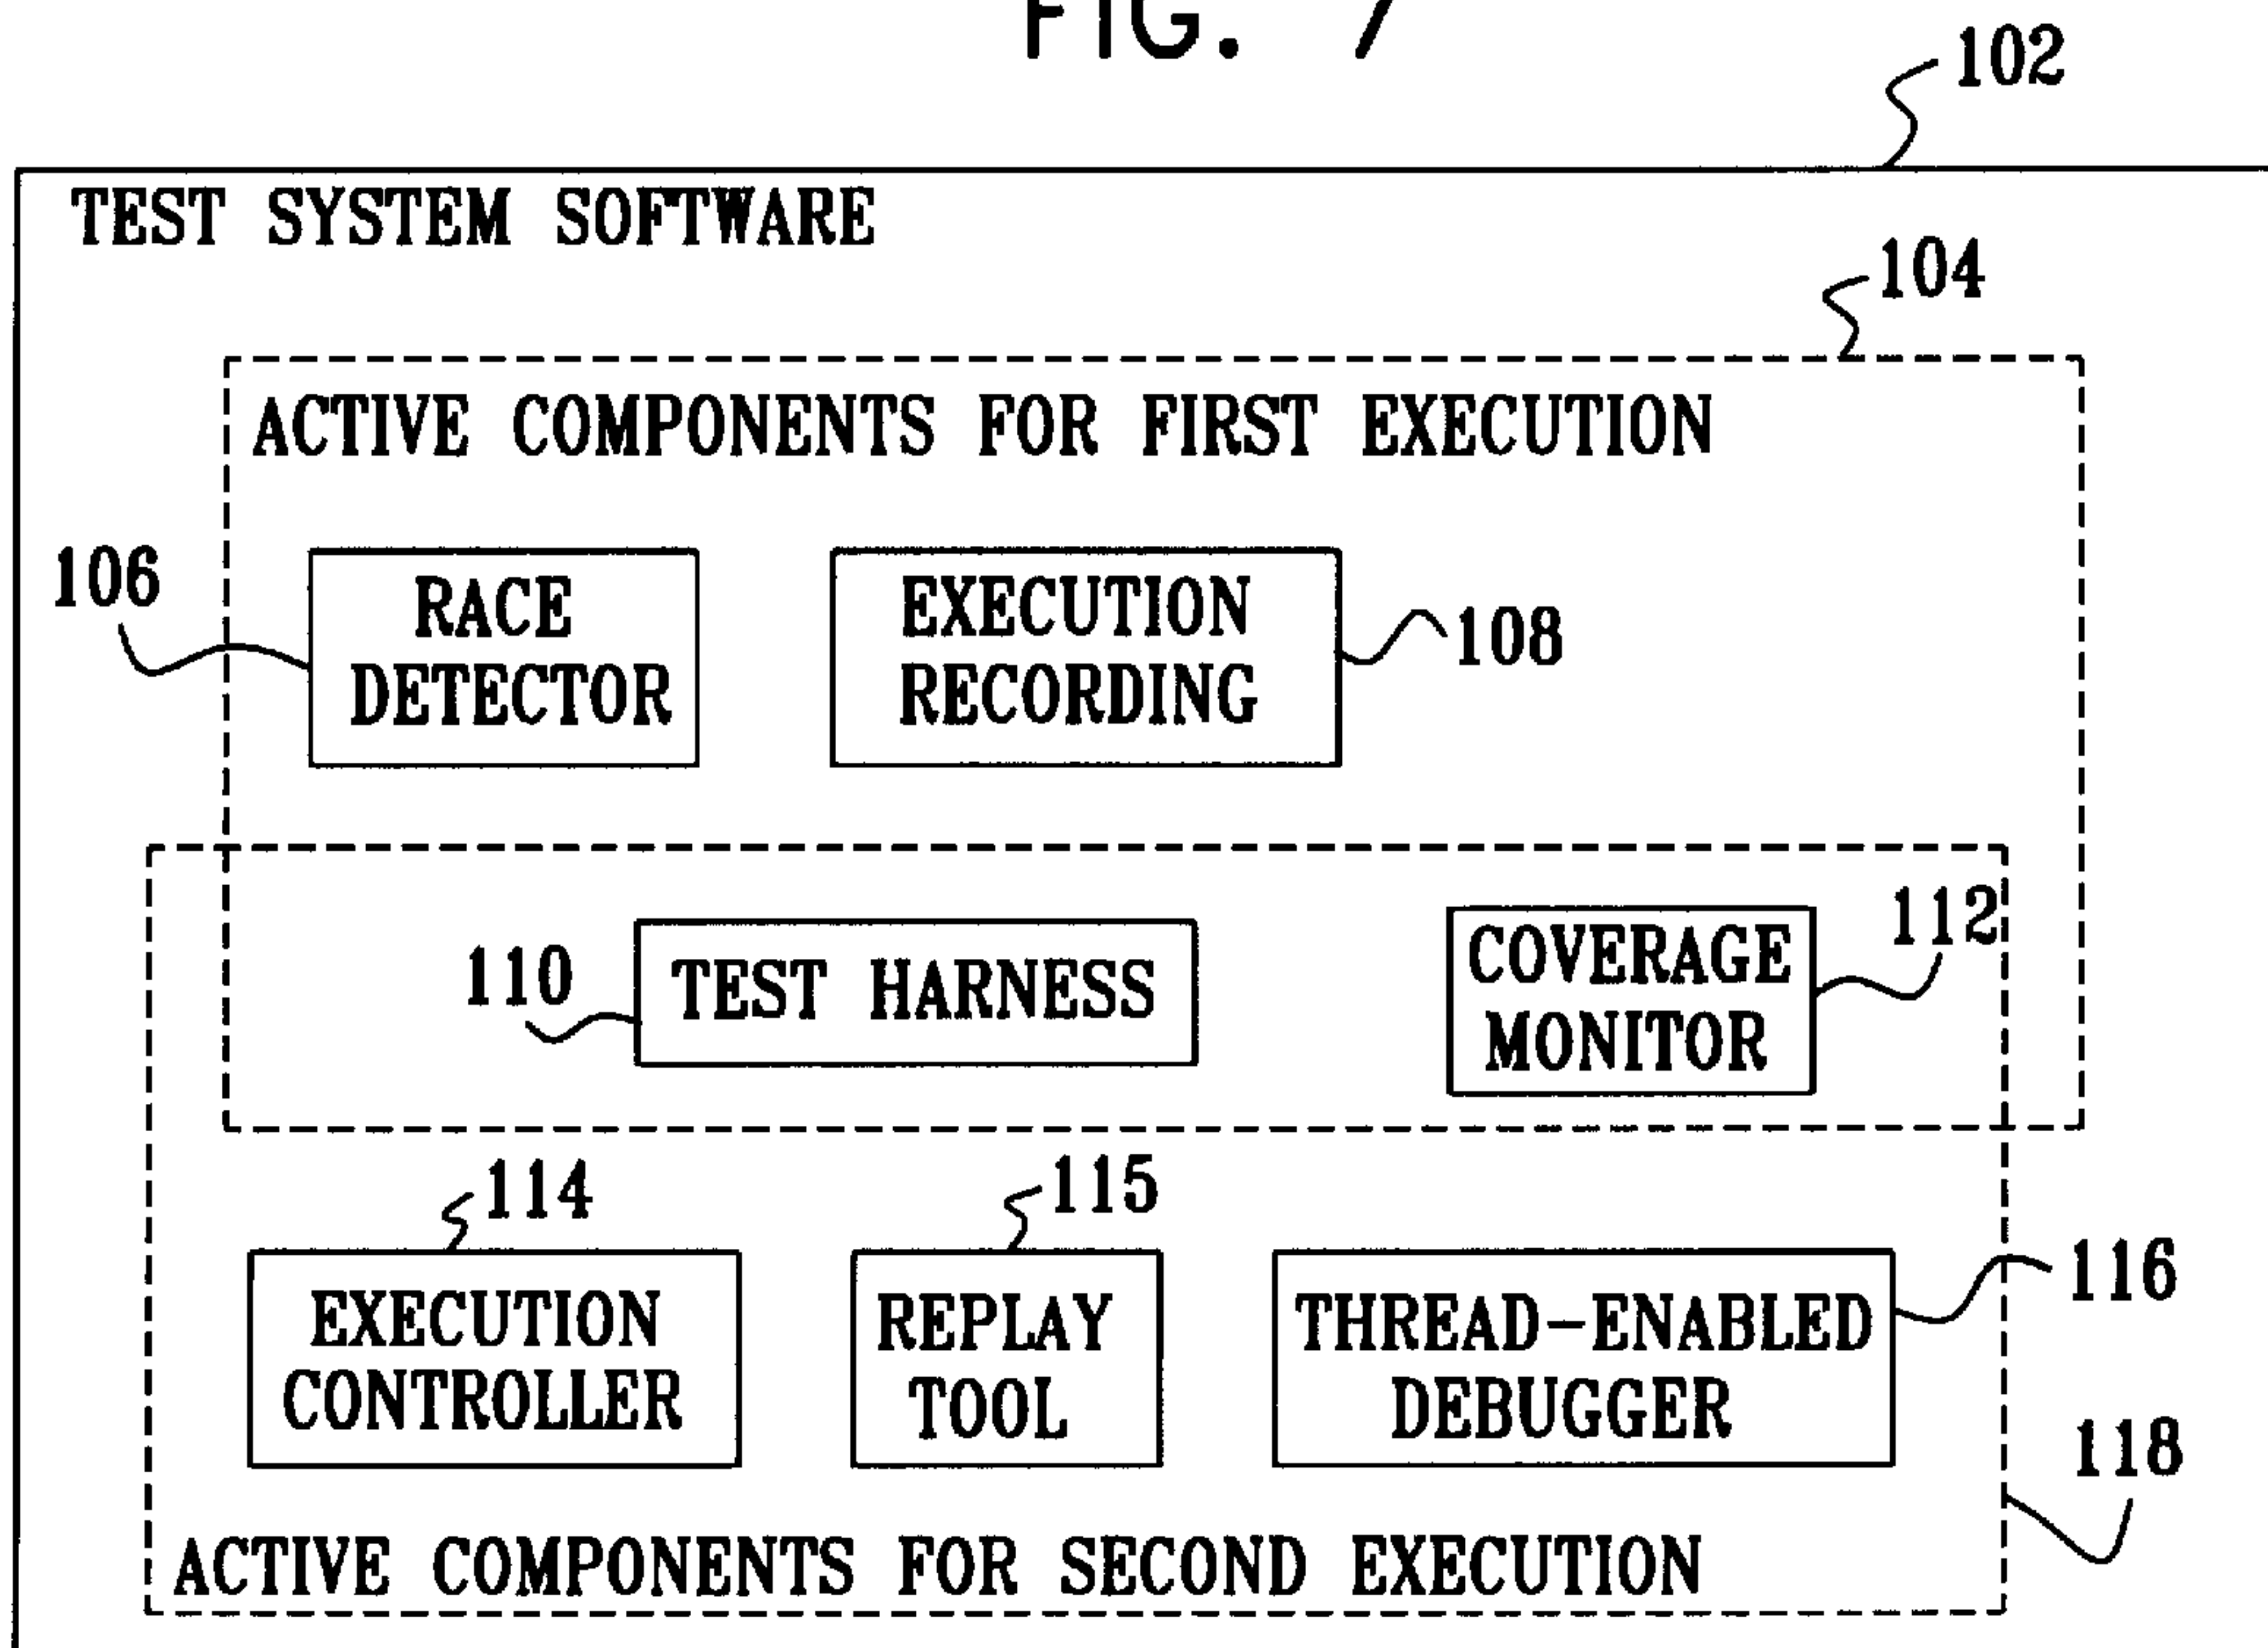 FIG. 7
102
TEST SYSTEM SOFTWARE
104
ACTIVE COMPONENTS FOR FIRST EXECUTION
106
RACE
DETECTOR
EXECUTION
RECORDING
108
110
TEST HARNESS
COVERAGE
MONITOR
112
114
115
EXECUTION
CONTROLLER
REPLAY
TOOL
THREAD-ENABLED
DEBUGGER
116
118
ACTIVE COMPONENTS FOR SECOND EXECUTION